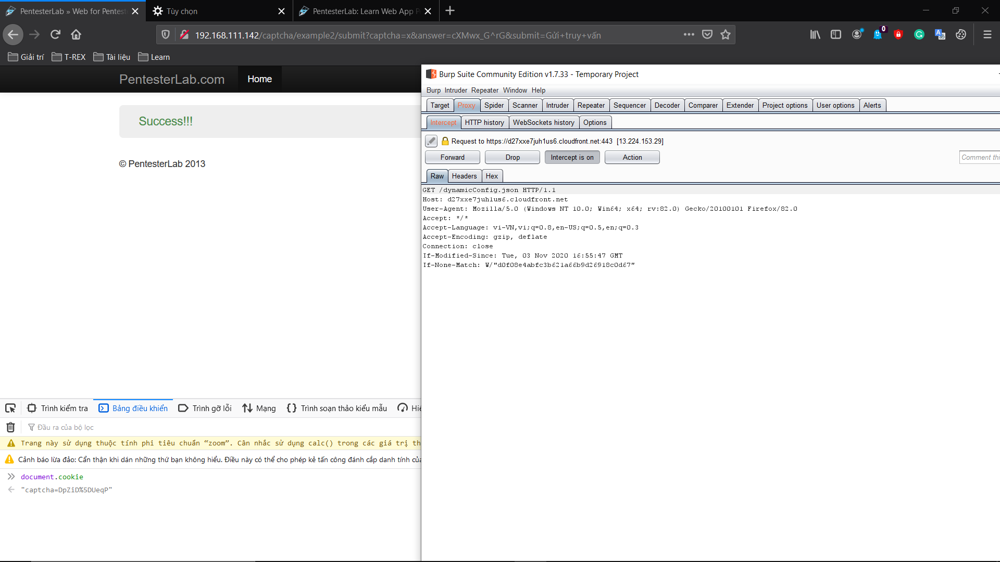 PentesterLab » Web for Pentest
Tùy chọn
PentesterLab: Learn Web App P
192.168.111.142/captcha/example2/submit?captcha=x&answer=cXMwx_G^rG&submit=Gửi+truy+vấn
0
Giải trí
T-REX
Tài liệu
Learn
PentesterLab.com
Home
Success!!!
© PentesterLab 2013
Burp Suite Community Edition v1.7.33 - Temporary Project
Burp Intruder Repeater Window Help
Target Proxy Spider Scanner Intruder Repeater Sequencer Decoder Comparer Extender Project options User options Alerts
Intercept HTTP history WebSockets history Options
Request to https://d27xxe7juh1us6.cloudfront.net:443 [13.224.153.29]
Forward Drop Intercept is on Action
Comment thi
Raw Headers Hex
GET /dynamicConfig.json HTTP/1.1
Host: d27xxe7juh1us6.cloudfront.net
User-Agent: Mozilla/5.0 (Windows NT 10.0; Win64; x64; rv:82.0) Gecko/20100101 Firefox/82.0
Accept: */*
Accept-Language: vi-VN,vi;q=0.8,en-US;q=0.5,en;q=0.3
Accept-Encoding: gzip, deflate
Connection: close
If-Modified-Since: Tue, 03 Nov 2020 16:55:47 GMT
If-None-Match: W/"d0f08e4abfc3b621a66b9d26918c0d67"
Trình kiểm tra
Bảng điều khiển
Trình gỡ lỗi
Mạng
Trình soạn thảo kiểu mẫu
Hiệ
Đầu ra của bộ lọc
Trang này sử dụng thuộc tính phi tiêu chuẩn “zoom”. Cân nhắc sử dụng calc() trong các giá trị th
Cảnh báo lừa đảo: Cẩn thận khi dán những thứ bạn không hiểu. Điều này có thể cho phép kẻ tấn công đánh cắp danh tính củа
document.cookie
"captcha=DpZiD%5DUeqP"